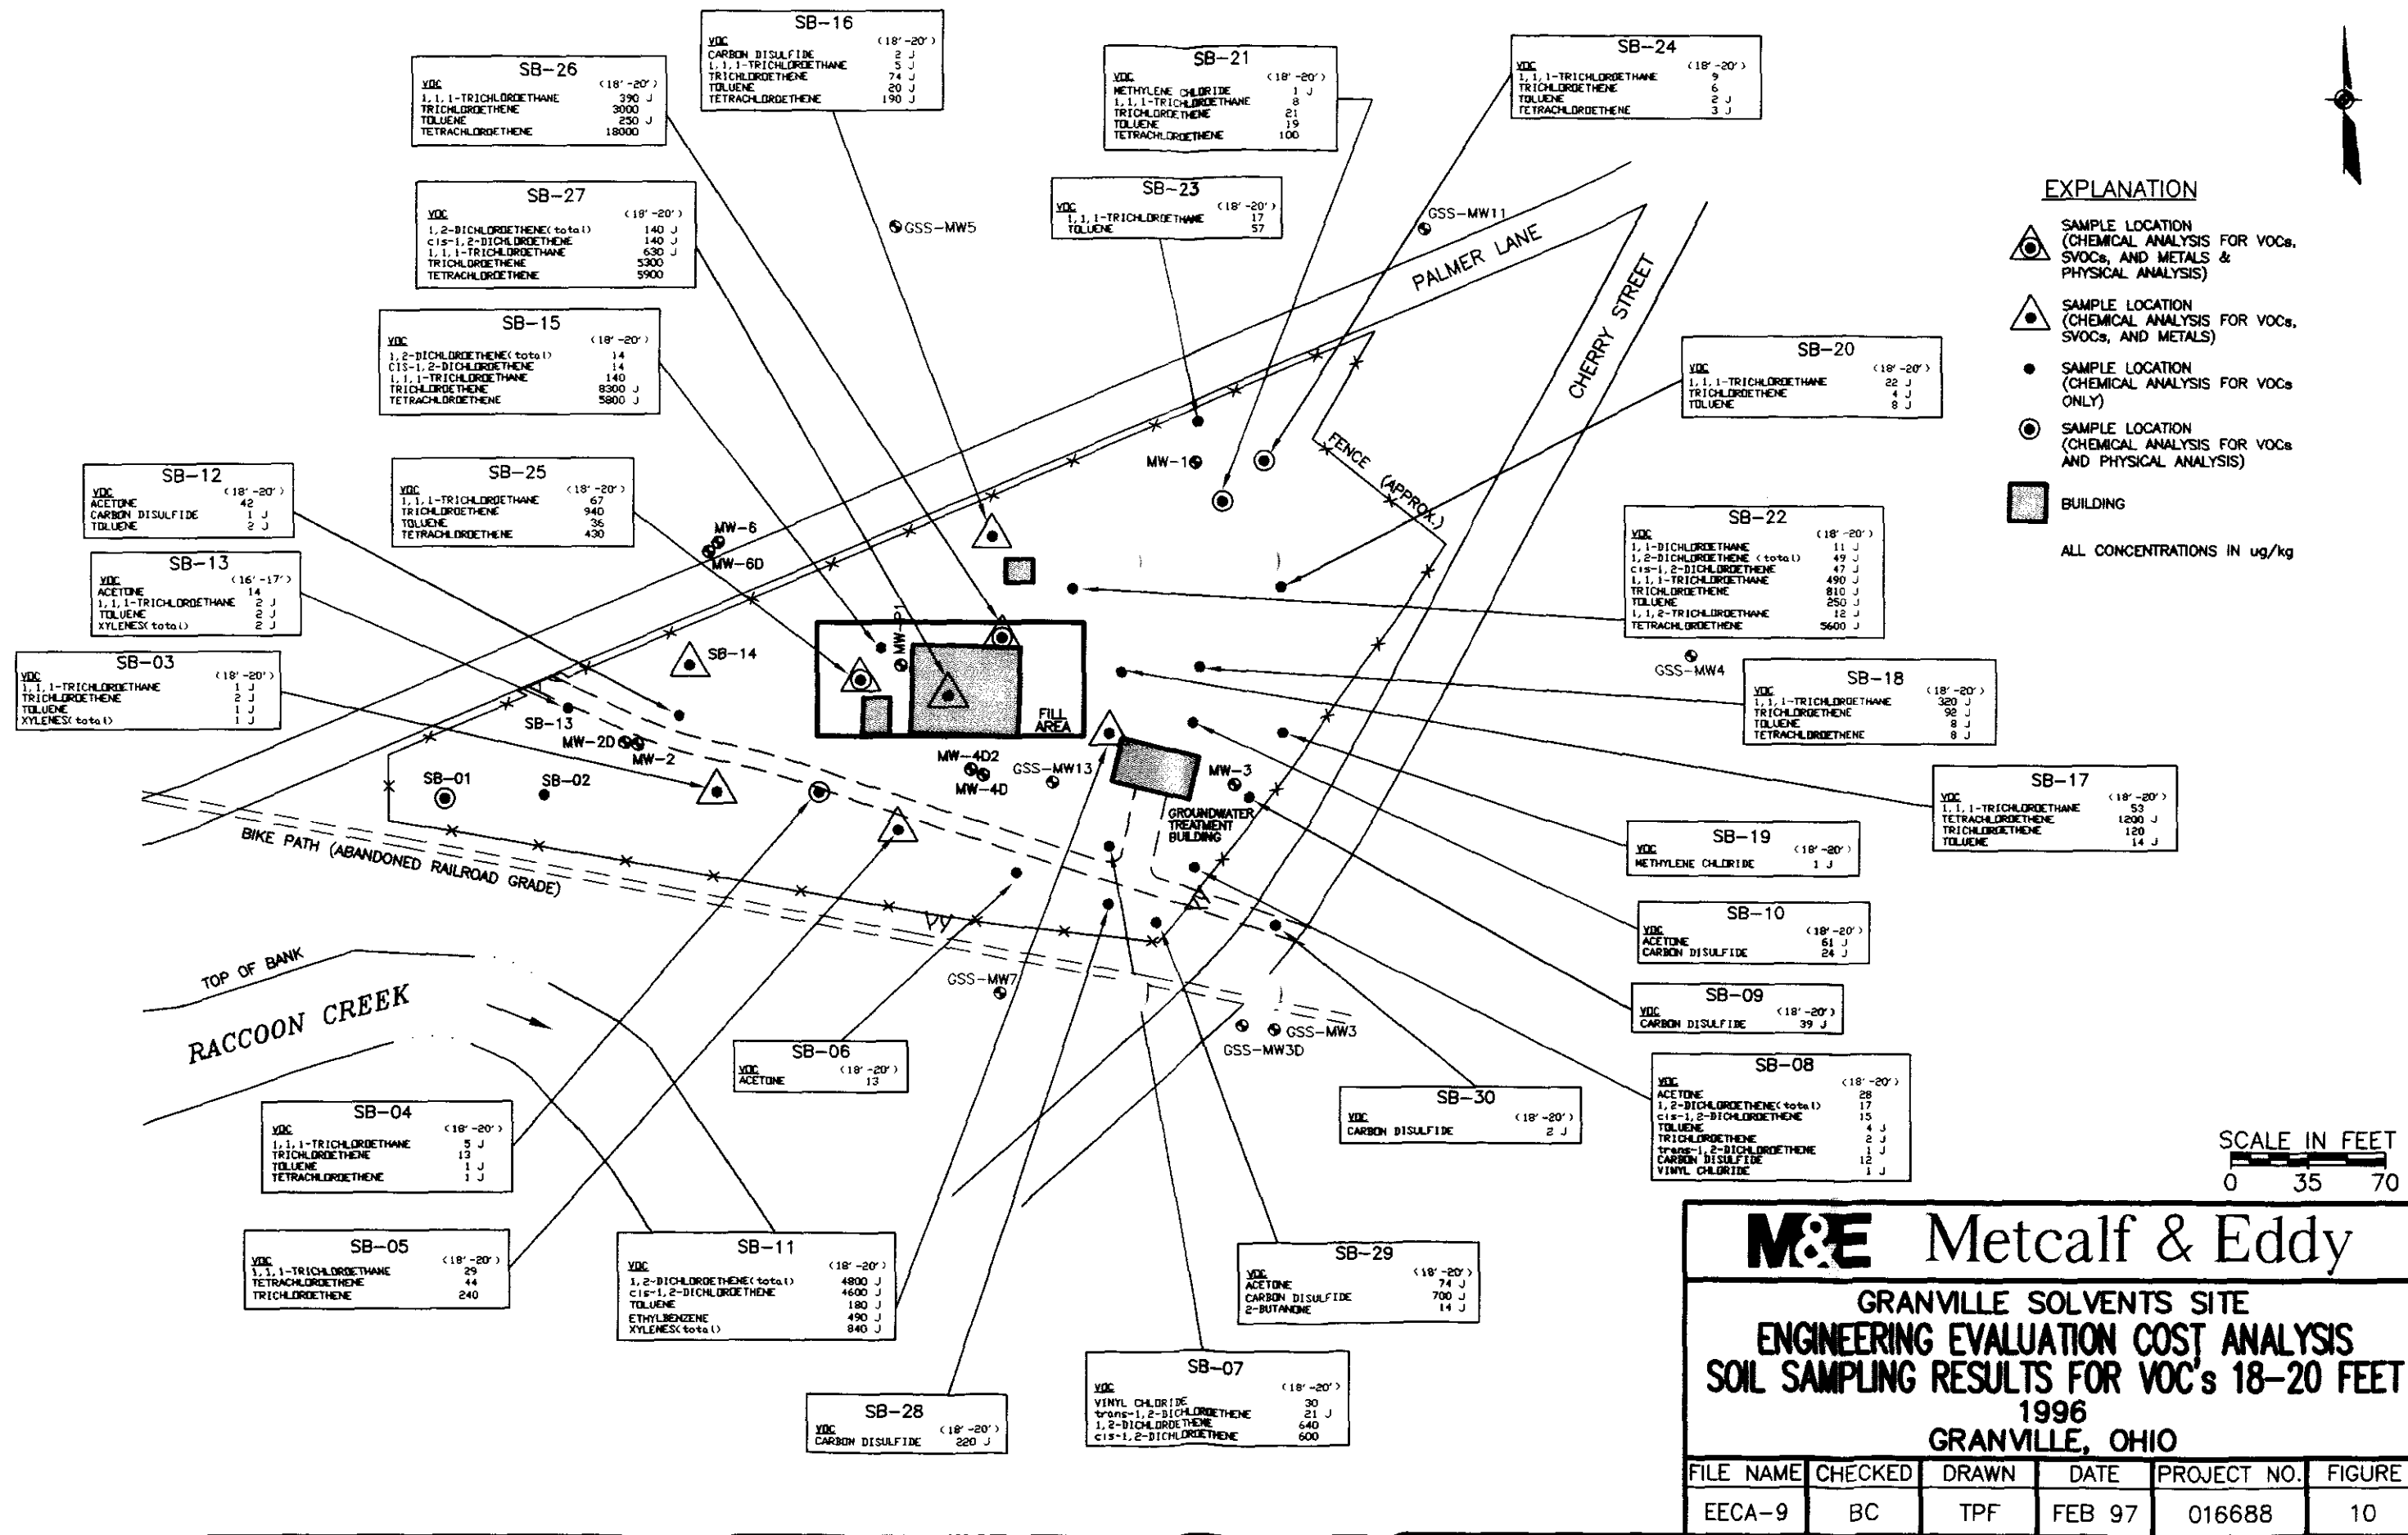 SB-16
VOC (18'-20')
CARBON DISULFIDE 2 J
1,1,1-TRICHLOROETHANE 5 J
TRICHLOROETHENE 74 J
TOLUENE 20 J
TETRACHLOROETHENE 190 J
SB-26
VOC (18'-20')
1,1,1-TRICHLOROETHANE 390 J
TRICHLOROETHENE 3000
TOLUENE 250 J
TETRACHLOROETHENE 18000
SB-21
VOC (18'-20')
METHYLENE CHLORIDE 1 J
1,1,1-TRICHLOROETHANE 8
TRICHLOROETHENE 21
TOLUENE 19
TETRACHLOROETHENE 100
SB-24
VOC (18'-20')
1,1,1-TRICHLOROETHANE 9
TRICHLOROETHENE 6
TOLUENE 2 J
TETRACHLOROETHENE 3 J
SB-27
VOC (18'-20')
1,2-DICHLOROETHENE(total) 140 J
cis-1,2-DICHLOROETHENE 140 J
1,1,1-TRICHLOROETHANE 630 J
TRICHLOROETHENE 5300
TETRACHLOROETHENE 5900
SB-23
VOC (18'-20')
1,1,1-TRICHLOROETHANE 17
TOLUENE 57
GSS-MW5
GSS-MW11
PALMER LANE
CHERRY STREET
EXPLANATION
SAMPLE LOCATION
(CHEMICAL ANALYSIS FOR VOCs,
SVOCs, AND METALS &
PHYSICAL ANALYSIS)
SAMPLE LOCATION
(CHEMICAL ANALYSIS FOR VOCs,
SVOCs, AND METALS)
SAMPLE LOCATION
(CHEMICAL ANALYSIS FOR VOCs
ONLY)
SAMPLE LOCATION
(CHEMICAL ANALYSIS FOR VOCs
AND PHYSICAL ANALYSIS)
BUILDING
ALL CONCENTRATIONS IN ug/kg
SB-15
VOC (18'-20')
1,2-DICHLOROETHENE(total) 14
CIS-1,2-DICHLOROETHENE 14
1,1,1-TRICHLOROETHANE 140
TRICHLOROETHENE 8300 J
TETRACHLOROETHENE 5800 J
SB-20
VOC (18'-20')
1,1,1-TRICHLOROETHANE 22 J
TRICHLOROETHENE 4 J
TOLUENE 8 J
SB-12
VOC (18'-20')
ACETONE 42
CARBON DISULFIDE 1 J
TOLUENE 2 J
SB-25
VOC (18'-20')
1,1,1-TRICHLOROETHANE 67
TRICHLOROETHENE 940
TOLUENE 36
TETRACHLOROETHENE 430
MW-1
FENCE (APPROX.)
MW-6
MW-6D
SB-22
VOC (18'-20')
1,1-DICHLOROETHANE 11 J
1,2-DICHLOROETHENE (total) 49 J
cis-1,2-DICHLOROETHENE 47 J
1,1,1-TRICHLOROETHANE 490 J
TRICHLOROETHENE 810 J
TOLUENE 250 J
1,1,2-TRICHLOROETHANE 12 J
TETRACHLOROETHENE 5600 J
SB-13
VOC (16'-17')
ACETONE 14
1,1,1-TRICHLOROETHANE 2 J
TOLUENE 2 J
XYLENES(total) 2 J
SB-03
VOC (18'-20')
1,1,1-TRICHLOROETHANE 1 J
TRICHLOROETHENE 2 J
TOLUENE 1 J
XYLENES(total) 1 J
SB-14
MW-P1
FILL
AREA
GSS-MW4
SB-18
VOC (18'-20')
1,1,1-TRICHLOROETHANE 320 J
TRICHLOROETHENE 92 J
TOLUENE 8 J
TETRACHLOROETHENE 8 J
SB-13
MW-2D
MW-2
SB-01
SB-02
MW-4D2
MW-4D
GSS-MW13
MW-3
GROUNDWATER
TREATMENT
BUILDING
SB-17
VOC (18'-20')
1,1,1-TRICHLOROETHANE 53
TETRACHLOROETHENE 1200 J
TRICHLOROETHENE 120
TOLUENE 14 J
SB-19
VOC (18'-20')
METHYLENE CHLORIDE 1 J
BIKE PATH (ABANDONED RAILROAD GRADE)
SB-10
VOC (18'-20')
ACETONE 61 J
CARBON DISULFIDE 24 J
TOP OF BANK
RACCOON CREEK
GSS-MW7
GSS-MW3
GSS-MW3D
SB-09
VOC (18'-20')
CARBON DISULFIDE 39 J
SB-06
VOC (18'-20')
ACETONE 13
SB-08
VOC (18'-20')
ACETONE 28
1,2-DICHLOROETHENE(total) 17
cis-1,2-DICHLOROETHENE 15
TOLUENE 4 J
TRICHLOROETHENE 2 J
trans-1,2-DICHLOROETHENE 1 J
CARBON DISULFIDE 12
VINYL CHLORIDE 1 J
SB-30
VOC (18'-20')
CARBON DISULFIDE 2 J
SB-04
VOC (18'-20')
1,1,1-TRICHLOROETHANE 5 J
TRICHLOROETHENE 13
TOLUENE 1 J
TETRACHLOROETHENE 1 J
SCALE IN FEET
0 35 70
SB-05
VOC (18'-20')
1,1,1-TRICHLOROETHANE 29
TETRACHLOROETHENE 44
TRICHLOROETHENE 240
SB-11
VOC (18'-20')
1,2-DICHLOROETHENE(total) 4800 J
cis-1,2-DICHLOROETHENE 4600 J
TOLUENE 180 J
ETHYLBENZENE 490 J
XYLENES(total) 840 J
SB-29
VOC (18'-20')
ACETONE 74 J
CARBON DISULFIDE 700 J
2-BUTANONE 14 J
SB-07
VOC (18'-20')
VINYL CHLORIDE 30
trans-1,2-DICHLOROETHENE 21 J
1,2-DICHLOROETHENE 640
cis-1,2-DICHLOROETHENE 600
SB-28
VOC (18'-20')
CARBON DISULFIDE 220 J
M&E Metcalf & Eddy
GRANVILLE SOLVENTS SITE
ENGINEERING EVALUATION COST ANALYSIS
SOIL SAMPLING RESULTS FOR VOC's 18-20 FEET
1996
GRANVILLE, OHIO
FILE NAME CHECKED DRAWN DATE PROJECT NO. FIGURE
EECA-9 BC TPF FEB 97 016688 10